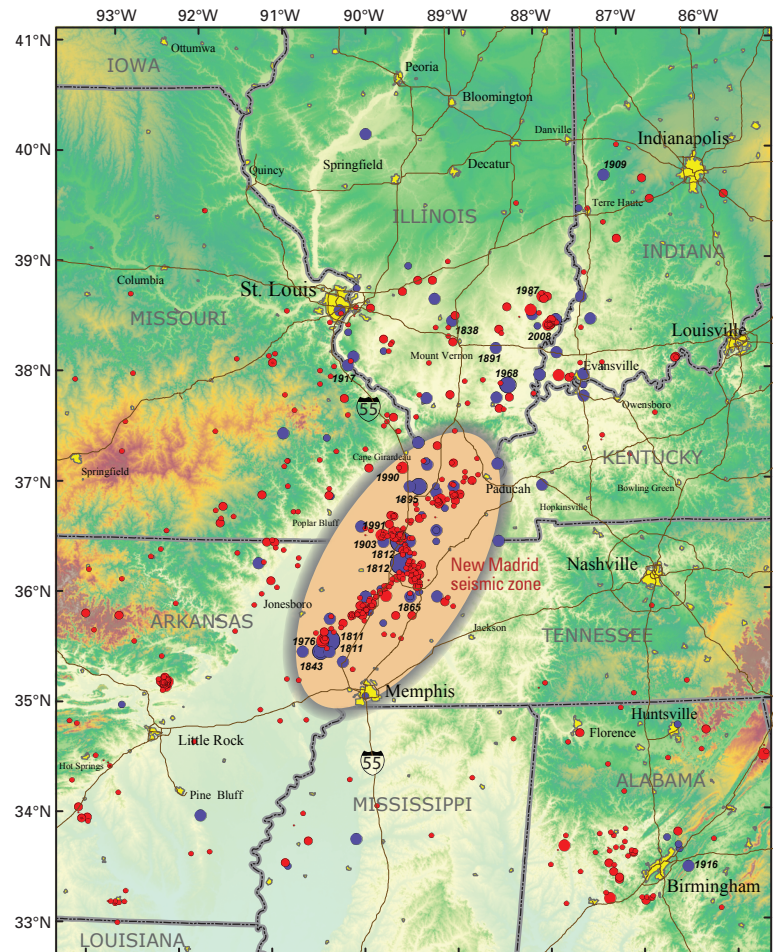 93°W
92°W
91°W
90°W
89°W
88°W
87°W
86°W
41°N
Ottumwa
IOWA
Peoria
Bloomington
40°N
Danville
Indianapolis
Quincy
Springfield
Decatur
1909
Terre Haute
ILLINOIS
INDIANA
39°N
Columbia
St. Louis
1987
MISSOURI
1838
2008
Louisville
Mount Vernon
1891
38°N
1917
1968
Evansville
55
Owensboro
Springfield
Cape Girardeau
KENTUCKY
37°N
1990
1895
Paducah
Bowling Green
Hopkinsville
Poplar Bluff
1991
1903
1812
1812
New Madrid
seismic zone
Nashville
36°N
Jonesboro
1865
ARKANSAS
Jackson
TENNESSEE
1976
1811
1811
1843
35°N
Memphis
Little Rock
Huntsville
Florence
Hot Springs
55
ALABAMA
Pine Bluff
MISSISSIPPI
34°N
1916
Birmingham
33°N
LOUISIANA